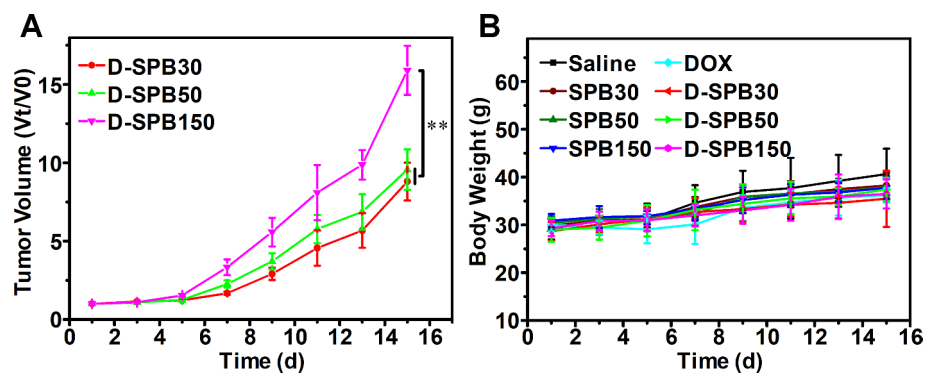 A
D-SPB30
D-SPB50
D-SPB150
**
Tumor Volume (Vt/V0)
15
10
5
0
0 2 4 6 8 10 12 14 16
Time (d)
B
Saline DOX
SPB30 D-SPB30
SPB50 D-SPB50
SPB150 D-SPB150
Body Weight (g)
60
50
40
30
20
10
0 2 4 6 8 10 12 14 16
Time (d)